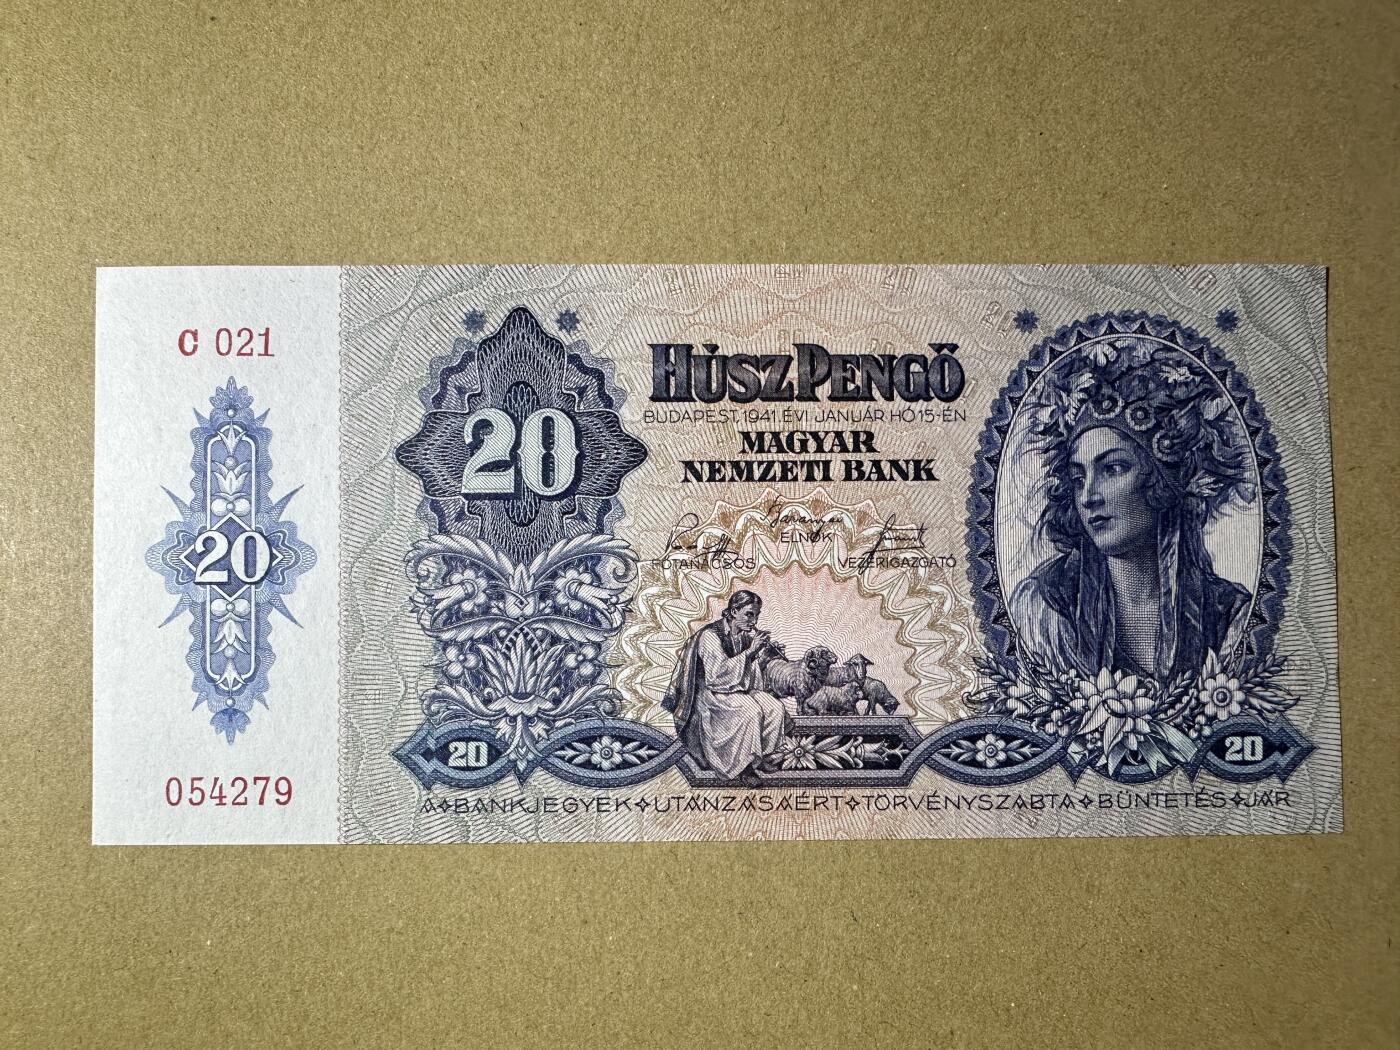 C 021
20
054279
20
HÚSZ PENGŐ
BUDAPEST, 1941. ÉVI JANUÁR HÓ 15-ÉN
MAGYAR
NEMZETI BANK
ELNÖK
FŐTANÁCSOS
VEZÉRIGAZGATÓ
20
20
A BANKJEGYEK UTÁNZÁSÁÉRT TÖRVÉNYSZABTA BÜNTETÉS JÁR